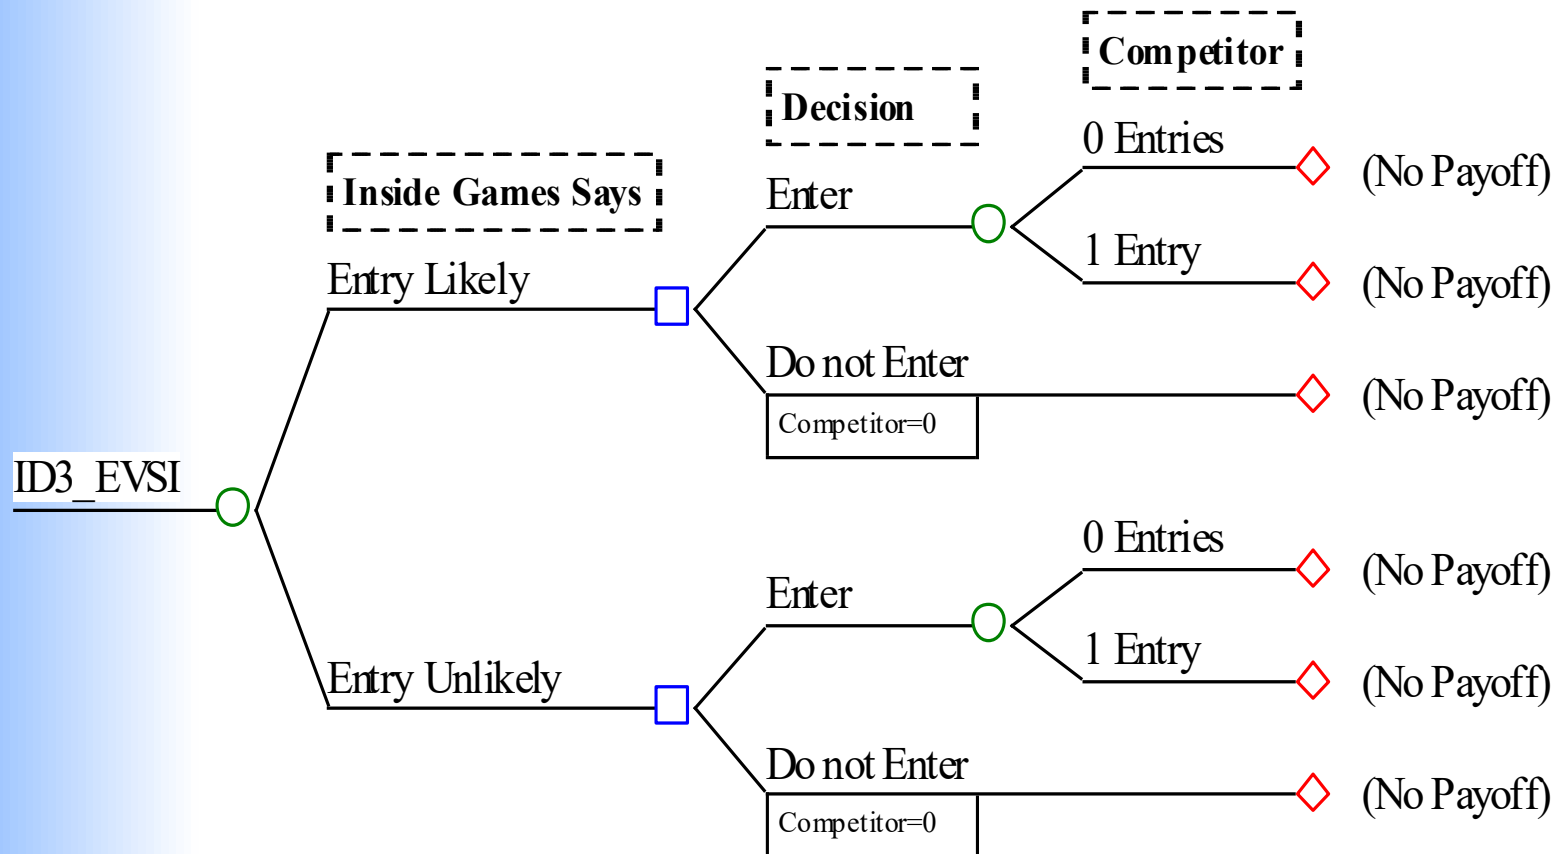 Competitor
Decision
0 Entries
(No Payoff)
Inside Games Says
Enter
1 Entry
(No Payoff)
Entry Likely
Do not Enter
(No Payoff)
Competitor=0
ID3_EVSI
0 Entries
(No Payoff)
Enter
1 Entry
(No Payoff)
Entry Unlikely
Do not Enter
(No Payoff)
Competitor=0